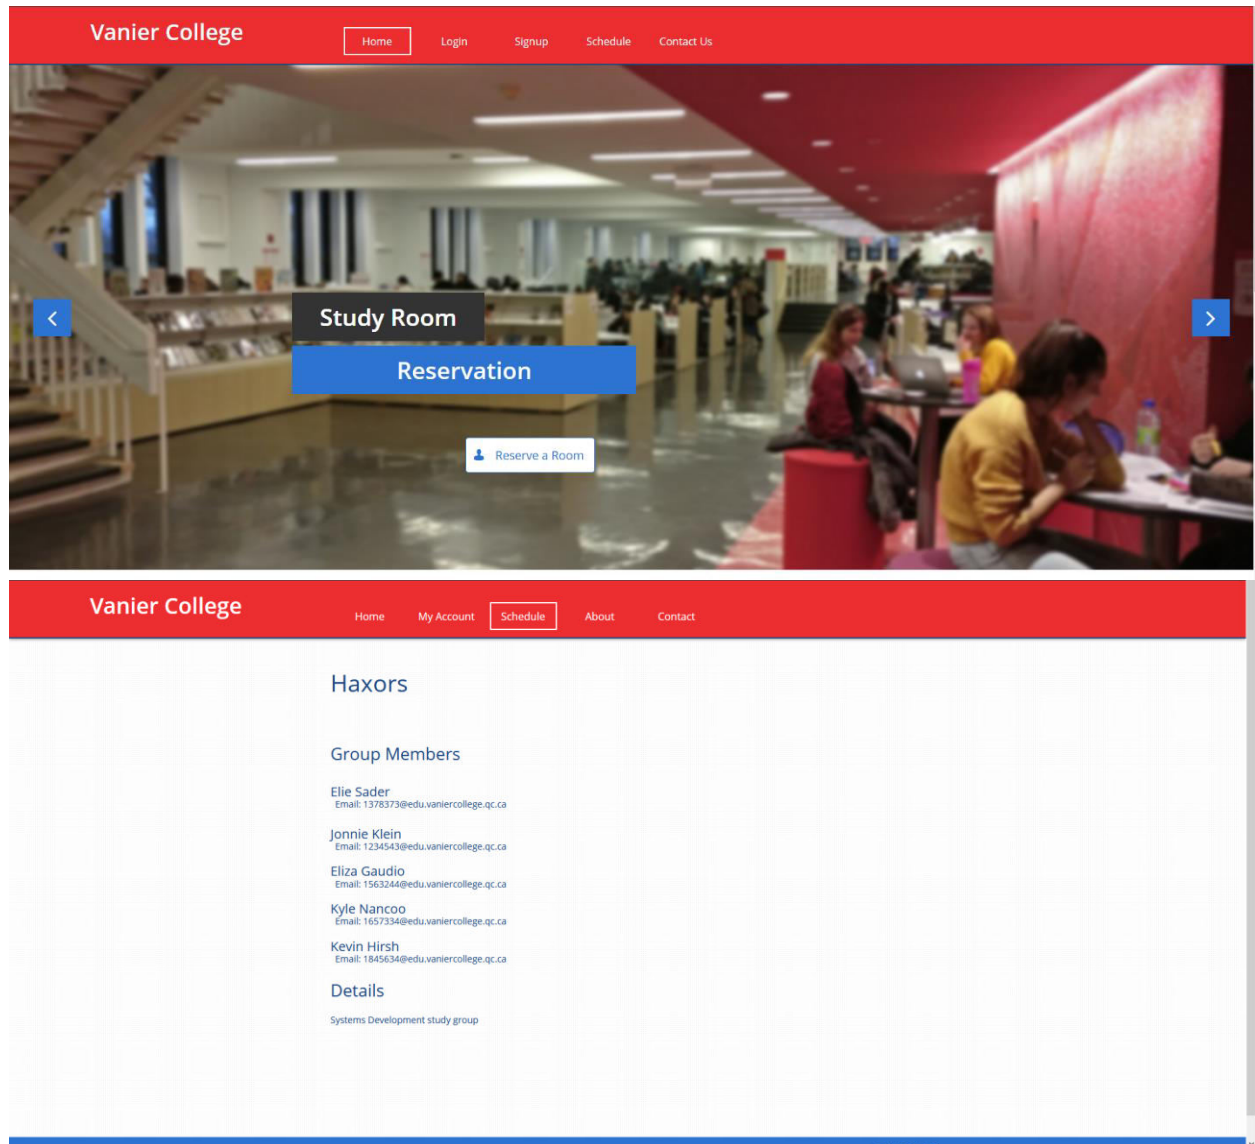 Vanier College
Home Login Signup Schedule Contact Us
Study Room
Reservation
Reserve a Room
Vanier College
Home My Account Schedule About Contact
Haxors
Group Members
Elie Sader
Email: 1378373@edu.vaniercollege.qc.ca
Jonnie Klein
Email: 1234543@edu.vaniercollege.qc.ca
Eliza Gaudio
Email: 1563244@edu.vaniercollege.qc.ca
Kyle Nancoo
Email: 1657334@edu.vaniercollege.qc.ca
Kevin Hirsh
Email: 1845634@edu.vaniercollege.qc.ca
Details
Systems Development study group